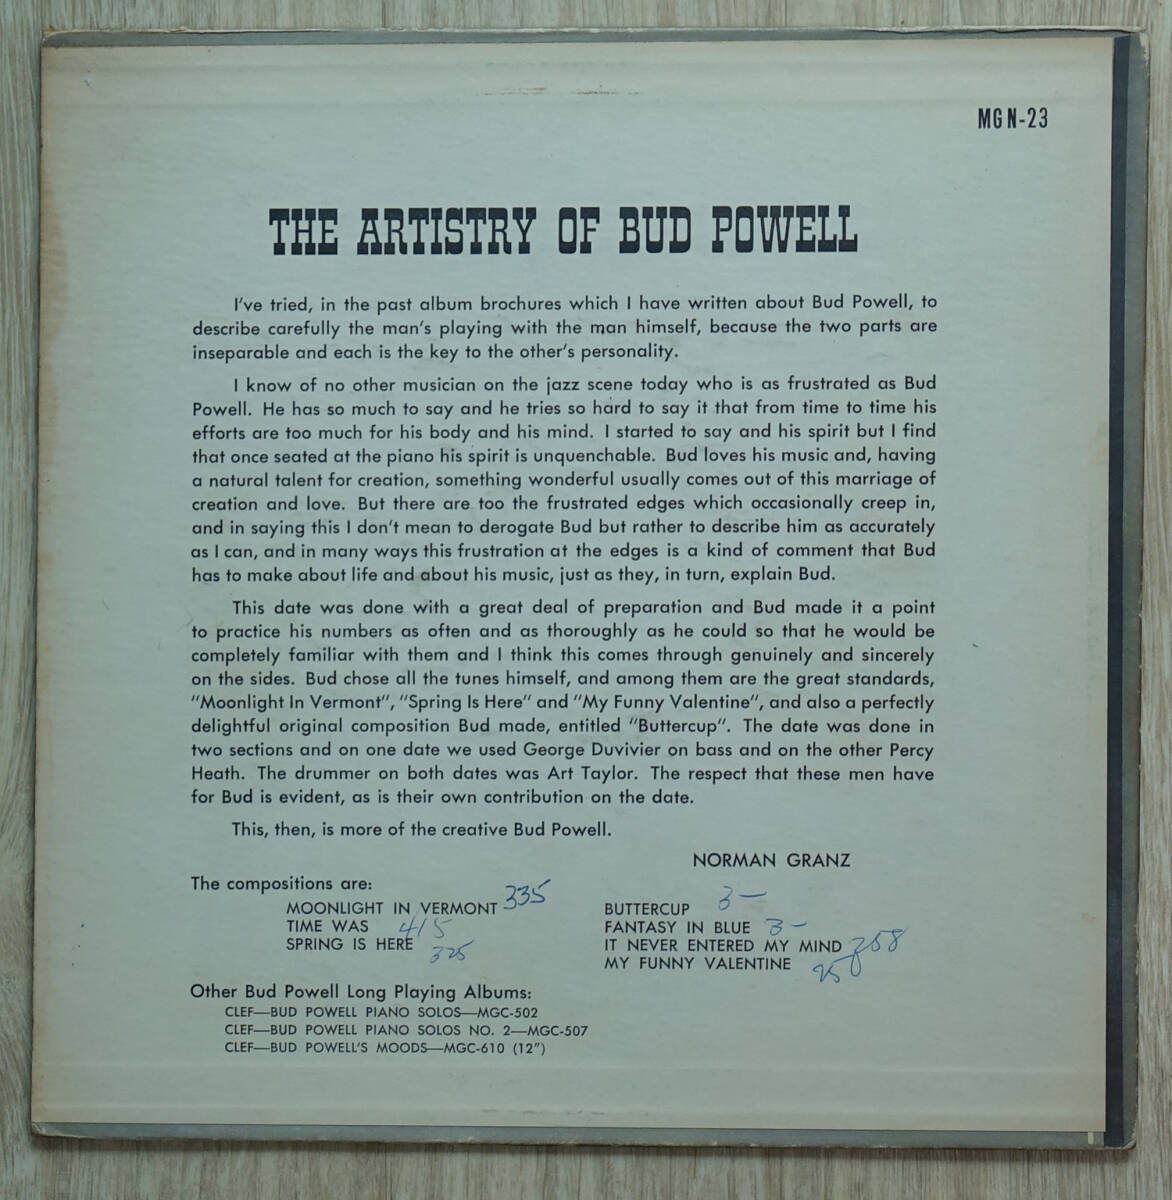 MG N-23
THE ARTISTRY OF BUD POWELL
I've tried, in the past album brochures which I have written about Bud Powell, to
describe carefully the man's playing with the man himself, because the two parts are
inseparable and each is the key to the other's personality.
I know of no other musician on the jazz scene today who is as frustrated as Bud
Powell. He has so much to say and he tries so hard to say it that from time to time his
efforts are too much for his body and his mind. I started to say and his spirit but I find
that once seated at the piano his spirit is unquenchable. Bud loves his music and, having
a natural talent for creation, something wonderful usually comes out of this marriage of
creation and love. But there are too the frustrated edges which occasionally creep in,
and in saying this I don't mean to derogate Bud but rather to describe him as accurately
as I can, and in many ways this frustration at the edges is a kind of comment that Bud
has to make about life and about his music, just as they, in turn, explain Bud.
This date was done with a great deal of preparation and Bud made it a point
to practice his numbers as often and as thoroughly as he could so that he would be
completely familiar with them and I think this comes through genuinely and sincerely
on the sides. Bud chose all the tunes himself, and among them are the great standards,
"Moonlight In Vermont", "Spring Is Here" and "My Funny Valentine", and also a perfectly
delightful original composition Bud made, entitled "Buttercup". The date was done in
two sections and on one date we used George Duvivier on bass and on the other Percy
Heath. The drummer on both dates was Art Taylor. The respect that these men have
for Bud is evident, as is their own contribution on the date.
This, then, is more of the creative Bud Powell.
NORMAN GRANZ
The compositions are:
MOONLIGHT IN VERMONT 335
TIME WAS 415
SPRING IS HERE 325
BUTTERCUP 3—
FANTASY IN BLUE 3—
IT NEVER ENTERED MY MIND 258
MY FUNNY VALENTINE
Other Bud Powell Long Playing Albums:
CLEF—BUD POWELL PIANO SOLOS—MGC-502
CLEF—BUD POWELL PIANO SOLOS NO. 2—MGC-507
CLEF—BUD POWELL'S MOODS—MGC-610 (12")